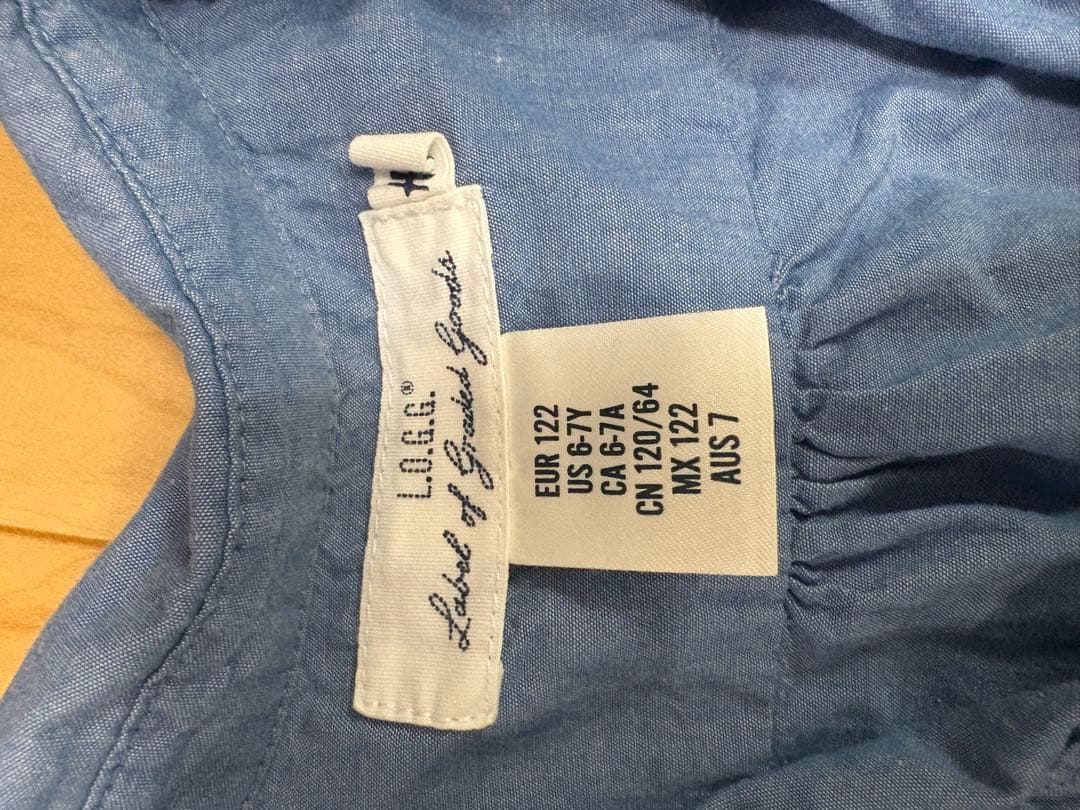 L.O.G.G.®
Label of Graded Goods
EUR 122
US 6-7Y
CA 6-7A
CN 120/64
MX 122
AUS 7